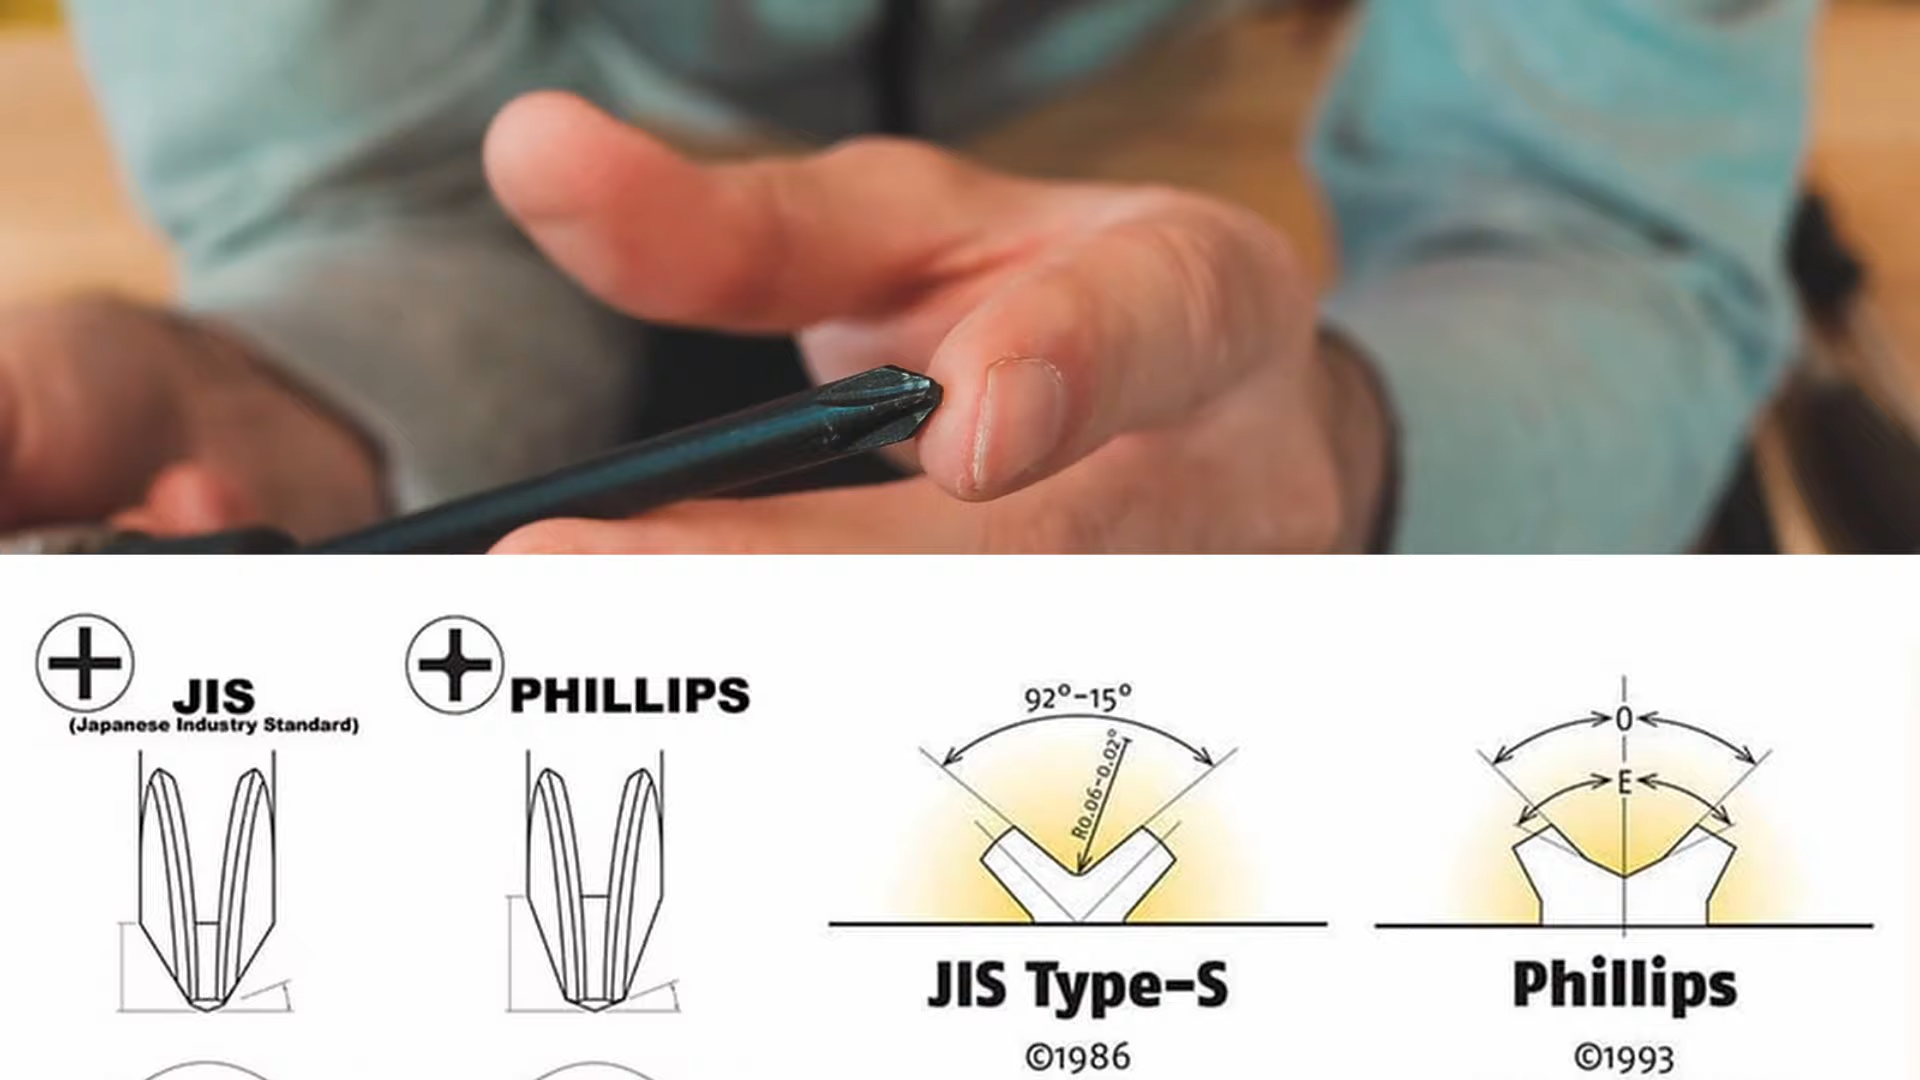 JIS
(Japanese Industry Standard)
PHILLIPS
92°-15°
R0.06-0.02°
O
E
JIS Type-S
©1986
Phillips
©1993